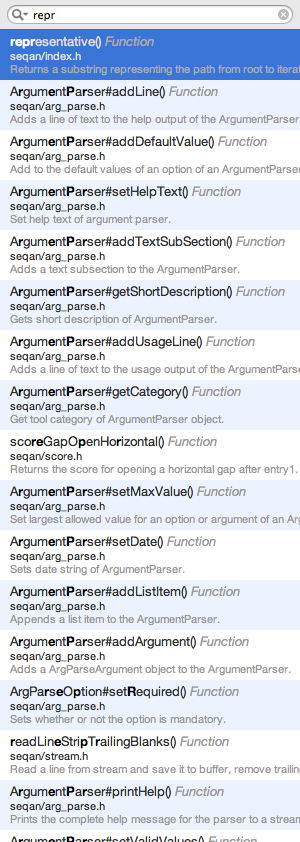 repr
representative() Function
seqan/index.h
Returns a substring representing the path from root to iterat
ArgumentParser#addLine() Function
seqan/arg_parse.h
Adds a line of text to the help output of the ArgumentParser
ArgumentParser#addDefaultValue() Function
seqan/arg_parse.h
Add to the default values of an option of an ArgumentParser
ArgumentParser#setHelpText() Function
seqan/arg_parse.h
Set help text of argument parser.
ArgumentParser#addTextSubSection() Function
seqan/arg_parse.h
Adds a text subsection to the ArgumentParser.
ArgumentParser#getShortDescription() Function
seqan/arg_parse.h
Gets short description of ArgumentParser.
ArgumentParser#addUsageLine() Function
seqan/arg_parse.h
Adds a line of text to the usage output of the ArgumentParser
ArgumentParser#getCategory() Function
seqan/arg_parse.h
Get tool category of ArgumentParser object.
scoreGapOpenHorizontal() Function
seqan/score.h
Returns the score for opening a horizontal gap after entry1.
ArgumentParser#setMaxValue() Function
seqan/arg_parse.h
Set largest allowed value for an option or argument of an Arg
ArgumentParser#setDate() Function
seqan/arg_parse.h
Sets date string of ArgumentParser.
ArgumentParser#addListItem() Function
seqan/arg_parse.h
Appends a list item to the ArgumentParser.
ArgumentParser#addArgument() Function
seqan/arg_parse.h
Adds a ArgParseArgument object to the ArgumentParser.
ArgParseOption#setRequired() Function
seqan/arg_parse.h
Sets whether or not the option is mandatory.
readLineStripTrailingBlanks() Function
seqan/stream.h
Read a line from stream and save it to buffer, remove trailing
ArgumentParser#printHelp() Function
seqan/arg_parse.h
Prints the complete help message for the parser to a stream
ArgumentParser#setValidValues() Function